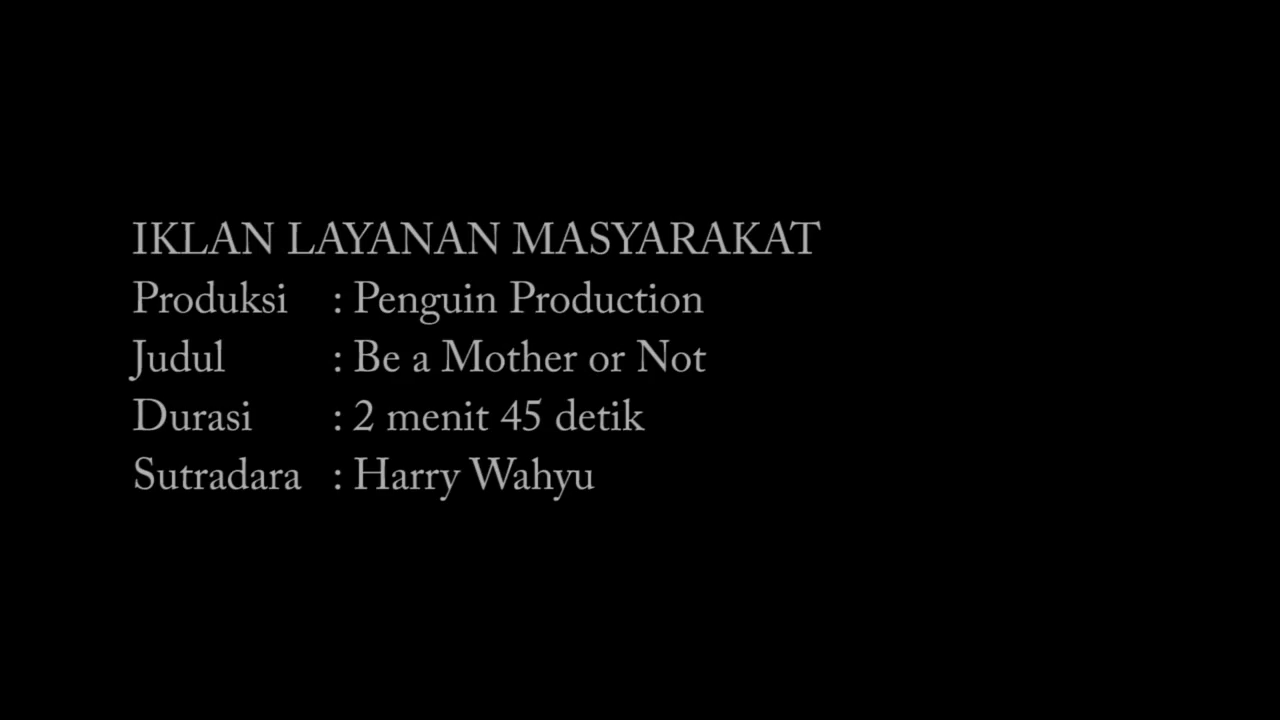 IKLAN LAYANAN MASYARAKAT
Produksi : Penguin Production
Judul : Be a Mother or Not
Durasi : 2 menit 45 detik
Sutradara : Harry Wahyu